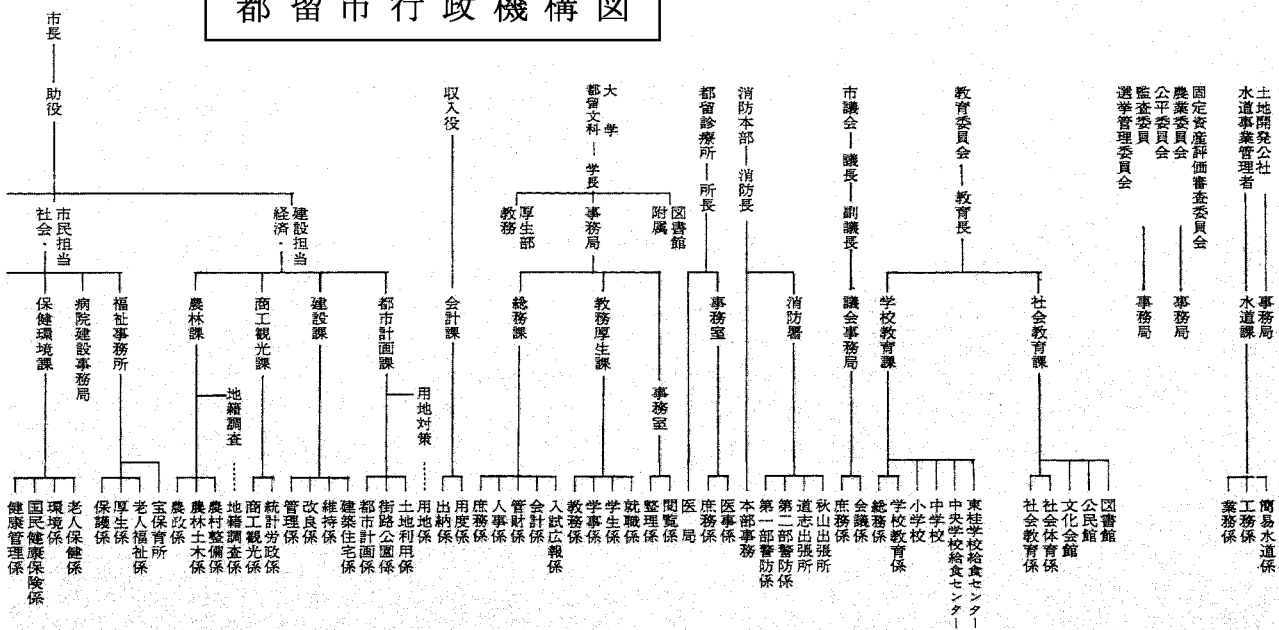 都留市行政機構図
市長
助役
収入役
都留文科大学
学長
都留診療所
所長
消防本部
消防長
市議会
議長
副議長
教育委員会
教育長
選挙管理委員会
監査委員
公平委員会
農業委員会
固定資産評価審査委員会
水道事業管理者
土地開発公社
社会・市民担当
経済・建設担当
教務厚生部
事務局
附属図書館
保健環境課
病院建設事務局
福祉事務所
農林課
商工観光課
建設課
都市計画課
会計課
総務課
教務厚生課
事務室
事務室
消防署
議会事務局
学校教育課
社会教育課
事務局
事務局
水道課
事務局
地籍調査
用地対策
健康管理係
国民健康保険係
環境係
老人保健係
保護係
厚生係
老人福祉係
宝保育所
農政係
農林土木係
農村整備係
地籍調査係
商工観光係
統計労政係
管理係
改良係
維持係
建築住宅係
都市計画係
街路公園係
土地利用係
用地係
出納係
用度係
庶務係
人事係
管財係
会計係
入試広報係
教務係
学事係
学生係
就職係
整理係
閲覧係
医局
庶務係
医事係
本部事務
第一部警防係
第二部警防係
道志出張所
秋山出張所
庶務係
会議係
総務係
学校教育係
小学校
中学校
中央学校給食センター
東桂学校給食センター
社会教育係
社会体育係
文化会館
公民館
図書館
業務係
工務係
簡易水道係